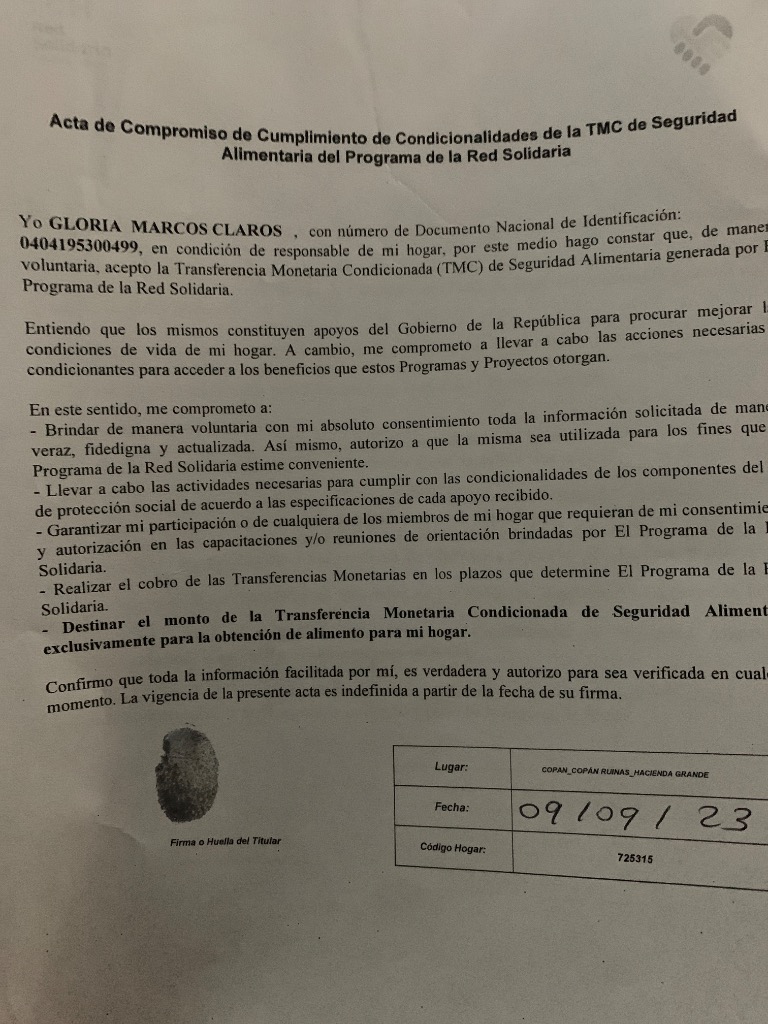 Acta de Compromiso de Cumplimiento de Condicionalidades de la TMC de Seguridad
Alimentaria del Programa de la Red Solidaria
Yo GLORIA MARCOS CLAROS , con número de Documento Nacional de Identificación:
0404195300499, en condición de responsable de mi hogar, por este medio hago constar que, de maner
voluntaria, acepto la Transferencia Monetaria Condicionada (TMC) de Seguridad Alimentaria generada por
Programa de la Red Solidaria.
Entiendo que los mismos constituyen apoyos del Gobierno de la República para procurar mejorar
condiciones de vida de mi hogar. A cambio, me comprometo a llevar a cabo las acciones necesarias
condicionantes para acceder a los beneficios que estos Programas y Proyectos otorgan.
En este sentido, me comprometo a:
- Brindar de manera voluntaria con mi absoluto consentimiento toda la información solicitada de man
veraz, fidedigna y actualizada. Así mismo, autorizo a que la misma sea utilizada para los fines que
Programa de la Red Solidaria estime conveniente.
- Llevar a cabo las actividades necesarias para cumplir con las condicionalidades de los componentes del
de protección social de acuerdo a las especificaciones de cada apoyo recibido.
- Garantizar mi participación o de cualquiera de los miembros de mi hogar que requieran de mi consentimie
y autorización en las capacitaciones y/o reuniones de orientación brindadas por El Programa de la
Solidaria.
- Realizar el cobro de las Transferencias Monetarias en los plazos que determine El Programa de la
Solidaria.
- Destinar el monto de la Transferencia Monetaria Condicionada de Seguridad Aliment
exclusivamente para la obtención de alimento para mi hogar.
Confirmo que toda la información facilitada por mí, es verdadera y autorizo para sea verificada en cual
momento. La vigencia de la presente acta es indefinida a partir de la fecha de su firma.
Firma o Huella del Titular
Lugar: COPAN_COPÁN RUINAS_HACIENDA GRANDE
Fecha: 09/09/23
Código Hogar: 725315